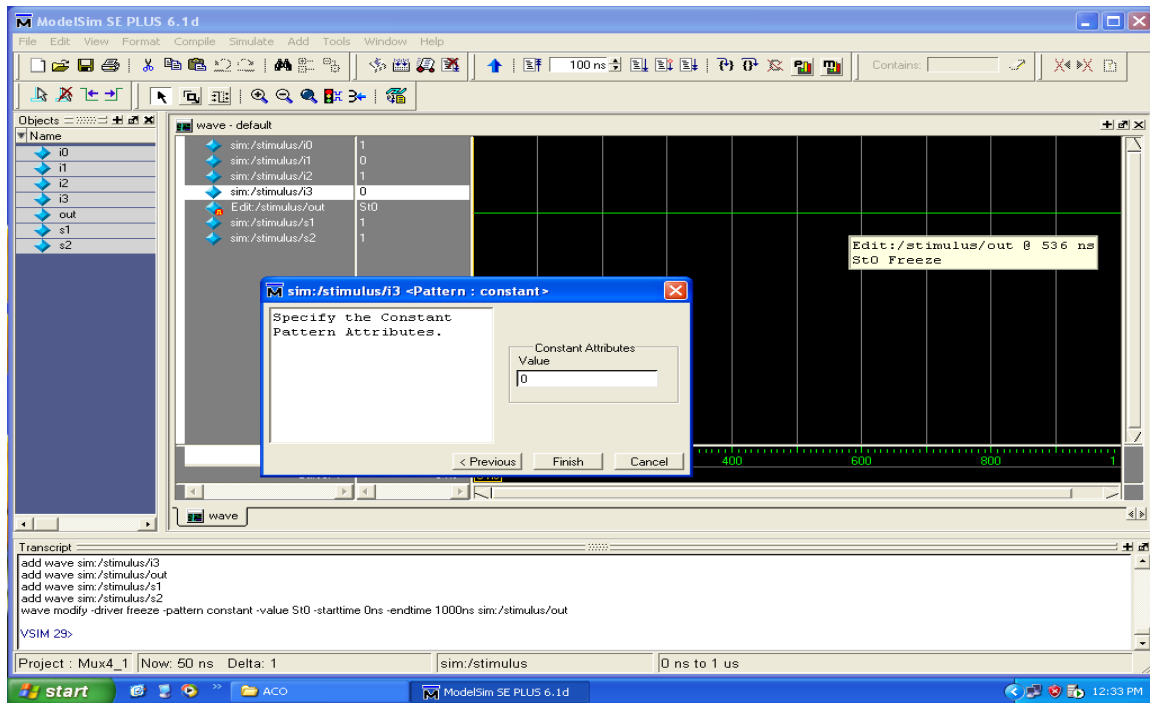 ModelSim SE PLUS 6.1d
File Edit View Format Compile Simulate Add Tools Window Help
100 ns
Contains:
Objects
Name
i0
i1
i2
i3
out
s1
s2
wave - default
sim:/stimulus/i0 1
sim:/stimulus/i1 0
sim:/stimulus/i2 1
sim:/stimulus/i3 0
Edit:/stimulus/out St0
sim:/stimulus/s1 1
sim:/stimulus/s2 1
Edit:/stimulus/out @ 536 ns
St0 Freeze
sim:/stimulus/i3 <Pattern : constant>
Specify the Constant
Pattern Attributes.
Constant Attributes
Value
0
< Previous Finish Cancel
400 600 800 1
wave
Transcript
add wave sim:/stimulus/i3
add wave sim:/stimulus/out
add wave sim:/stimulus/s1
add wave sim:/stimulus/s2
wave modify -driver freeze -pattern constant -value St0 -starttime 0ns -endtime 1000ns sim:/stimulus/out
VSIM 29>
Project : Mux4_1 Now: 50 ns Delta: 1 sim:/stimulus 0 ns to 1 us
start ACO ModelSim SE PLUS 6.1d 12:33 PM